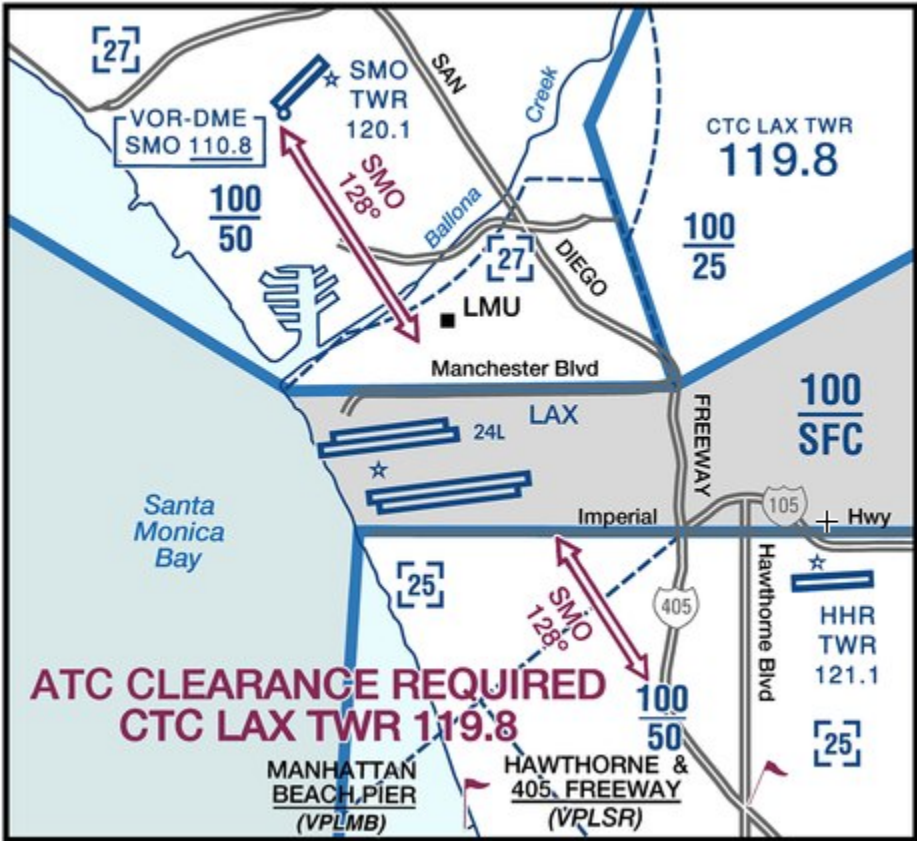 27
SMO
TWR
120.1
VOR-DME
SMO 110.8
SAN
Creek
CTC LAX TWR
119.8
SMO
128°
100
50
Ballona
100
25
27
DIEGO
LMU
Manchester Blvd
LAX
24L
FREEWAY
100
SFC
Santa
Monica
Bay
Imperial
105
Hwy
25
SMO
128°
405
Hawthorne Blvd
HHR
TWR
121.1
ATC CLEARANCE REQUIRED
CTC LAX TWR 119.8
100
50
25
MANHATTAN
BEACH PIER
(VPLMB)
HAWTHORNE &
405 FREEWAY
(VPLSR)